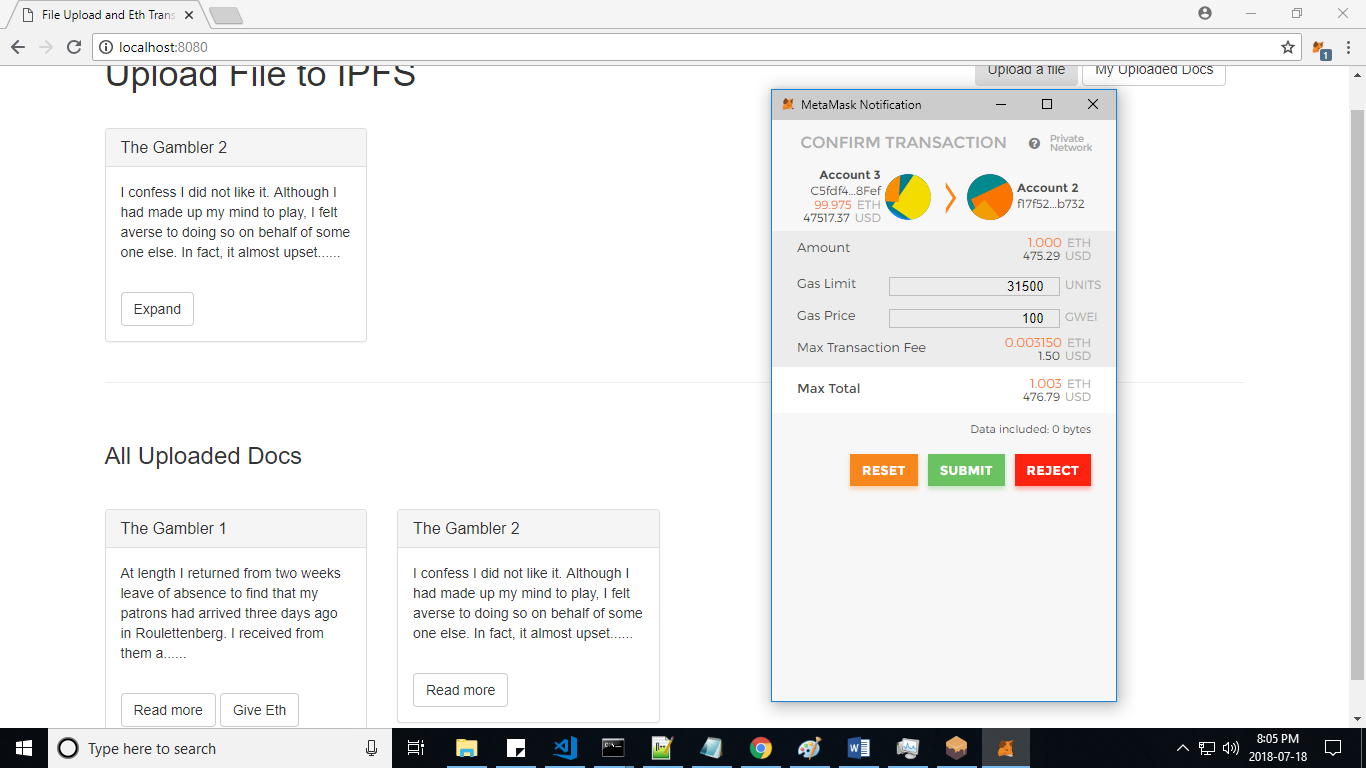 File Upload and Eth Trans
localhost:8080
1
Upload File to IPFS
Upload a file
My Uploaded Docs
The Gambler 2
I confess I did not like it. Although I
had made up my mind to play, I felt
averse to doing so on behalf of some
one else. In fact, it almost upset......
Expand
All Uploaded Docs
The Gambler 1
At length I returned from two weeks
leave of absence to find that my
patrons had arrived three days ago
in Roulettenberg. I received from
them a......
Read more
Give Eth
The Gambler 2
I confess I did not like it. Although I
had made up my mind to play, I felt
averse to doing so on behalf of some
one else. In fact, it almost upset......
Read more
MetaMask Notification
CONFIRM TRANSACTION
?
Private
Network
Account 3
C5fdf4...8Fef
99.975 ETH
47517.37 USD
Account 2
f17f52...b732
Amount
1.000 ETH
475.29 USD
Gas Limit
31500 UNITS
Gas Price
100 GWEI
Max Transaction Fee
0.003150 ETH
1.50 USD
Max Total
1.003 ETH
476.79 USD
Data included: 0 bytes
RESET
SUBMIT
REJECT
Type here to search
8:05 PM
2018-07-18